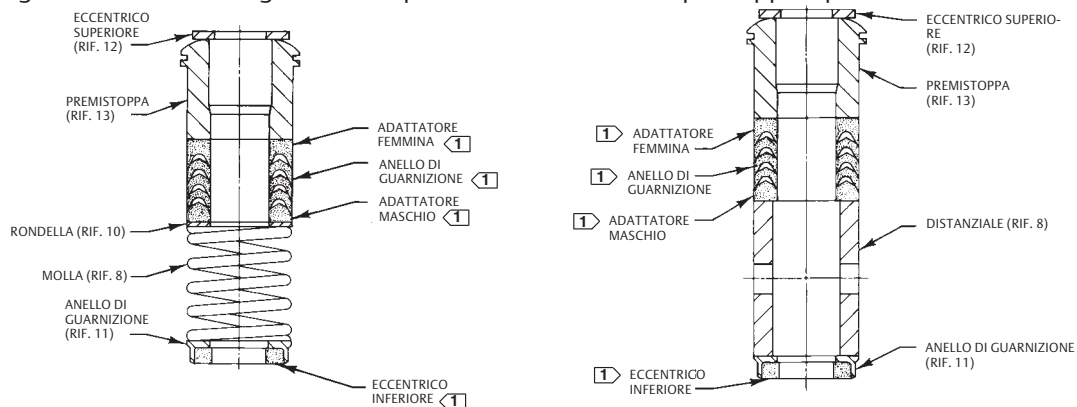 ECCENTRICO
SUPERIORE
(RIF. 12)
PREMISTOPPA
(RIF. 13)
ADATTATORE
FEMMINA 1
ANELLO DI
GUARNIZIONE 1
ADATTATORE
MASCHIO 1
RONDELLA (RIF. 10)
MOLLA (RIF. 8)
ANELLO DI
GUARNIZIONE
(RIF. 11)
ECCENTRICO
INFERIORE 1
ECCENTRICO SUPERIO-
RE
(RIF. 12)
PREMISTOPPA
(RIF. 13)
1 ADATTATORE
FEMMINA
1 ANELLO DI
GUARNIZIONE
1 ADATTATORE
MASCHIO
DISTANZIALE (RIF. 8)
ANELLO DI GUARNIZIONE
(RIF. 11)
1 ECCENTRICO
INFERIORE